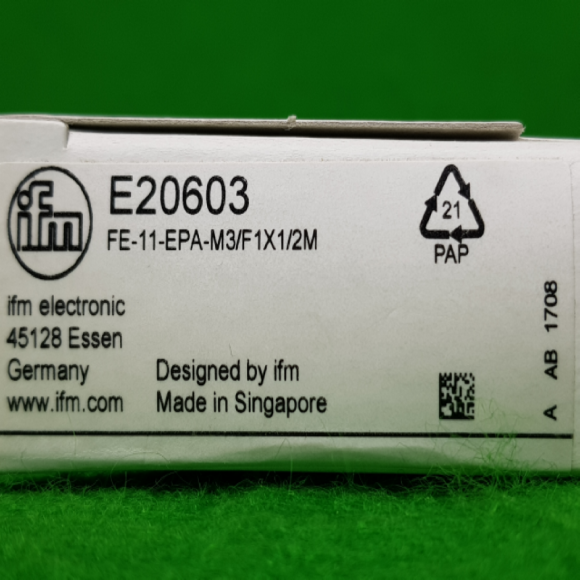 ifm
E20603
FE-11-EPA-M3/F1X1/2M
21
PAP
ifm electronic
45128 Essen
Germany
www.ifm.com
Designed by ifm
Made in Singapore
A AB 1708